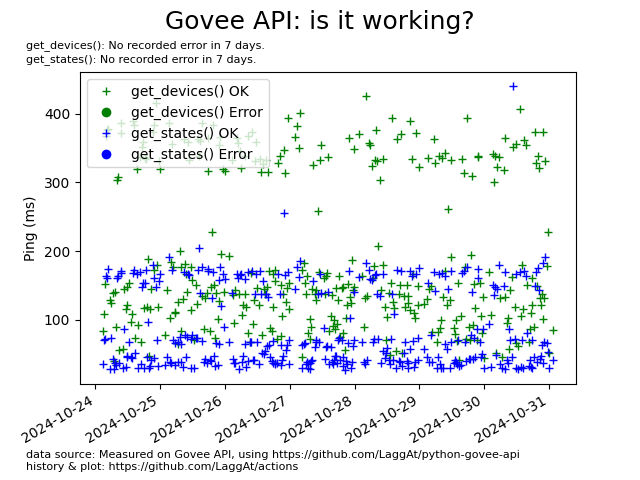 Govee API: is it working?
get_devices(): No recorded error in 7 days.
get_states(): No recorded error in 7 days.
get_devices() OK
get_devices() Error
get_states() OK
get_states() Error
400
300
200
100
Ping (ms)
2024-10-24
2024-10-25
2024-10-26
2024-10-27
2024-10-28
2024-10-29
2024-10-30
2024-10-31
data source: Measured on Govee API, using https://github.com/LaggAt/python-govee-api
history & plot: https://github.com/LaggAt/actions